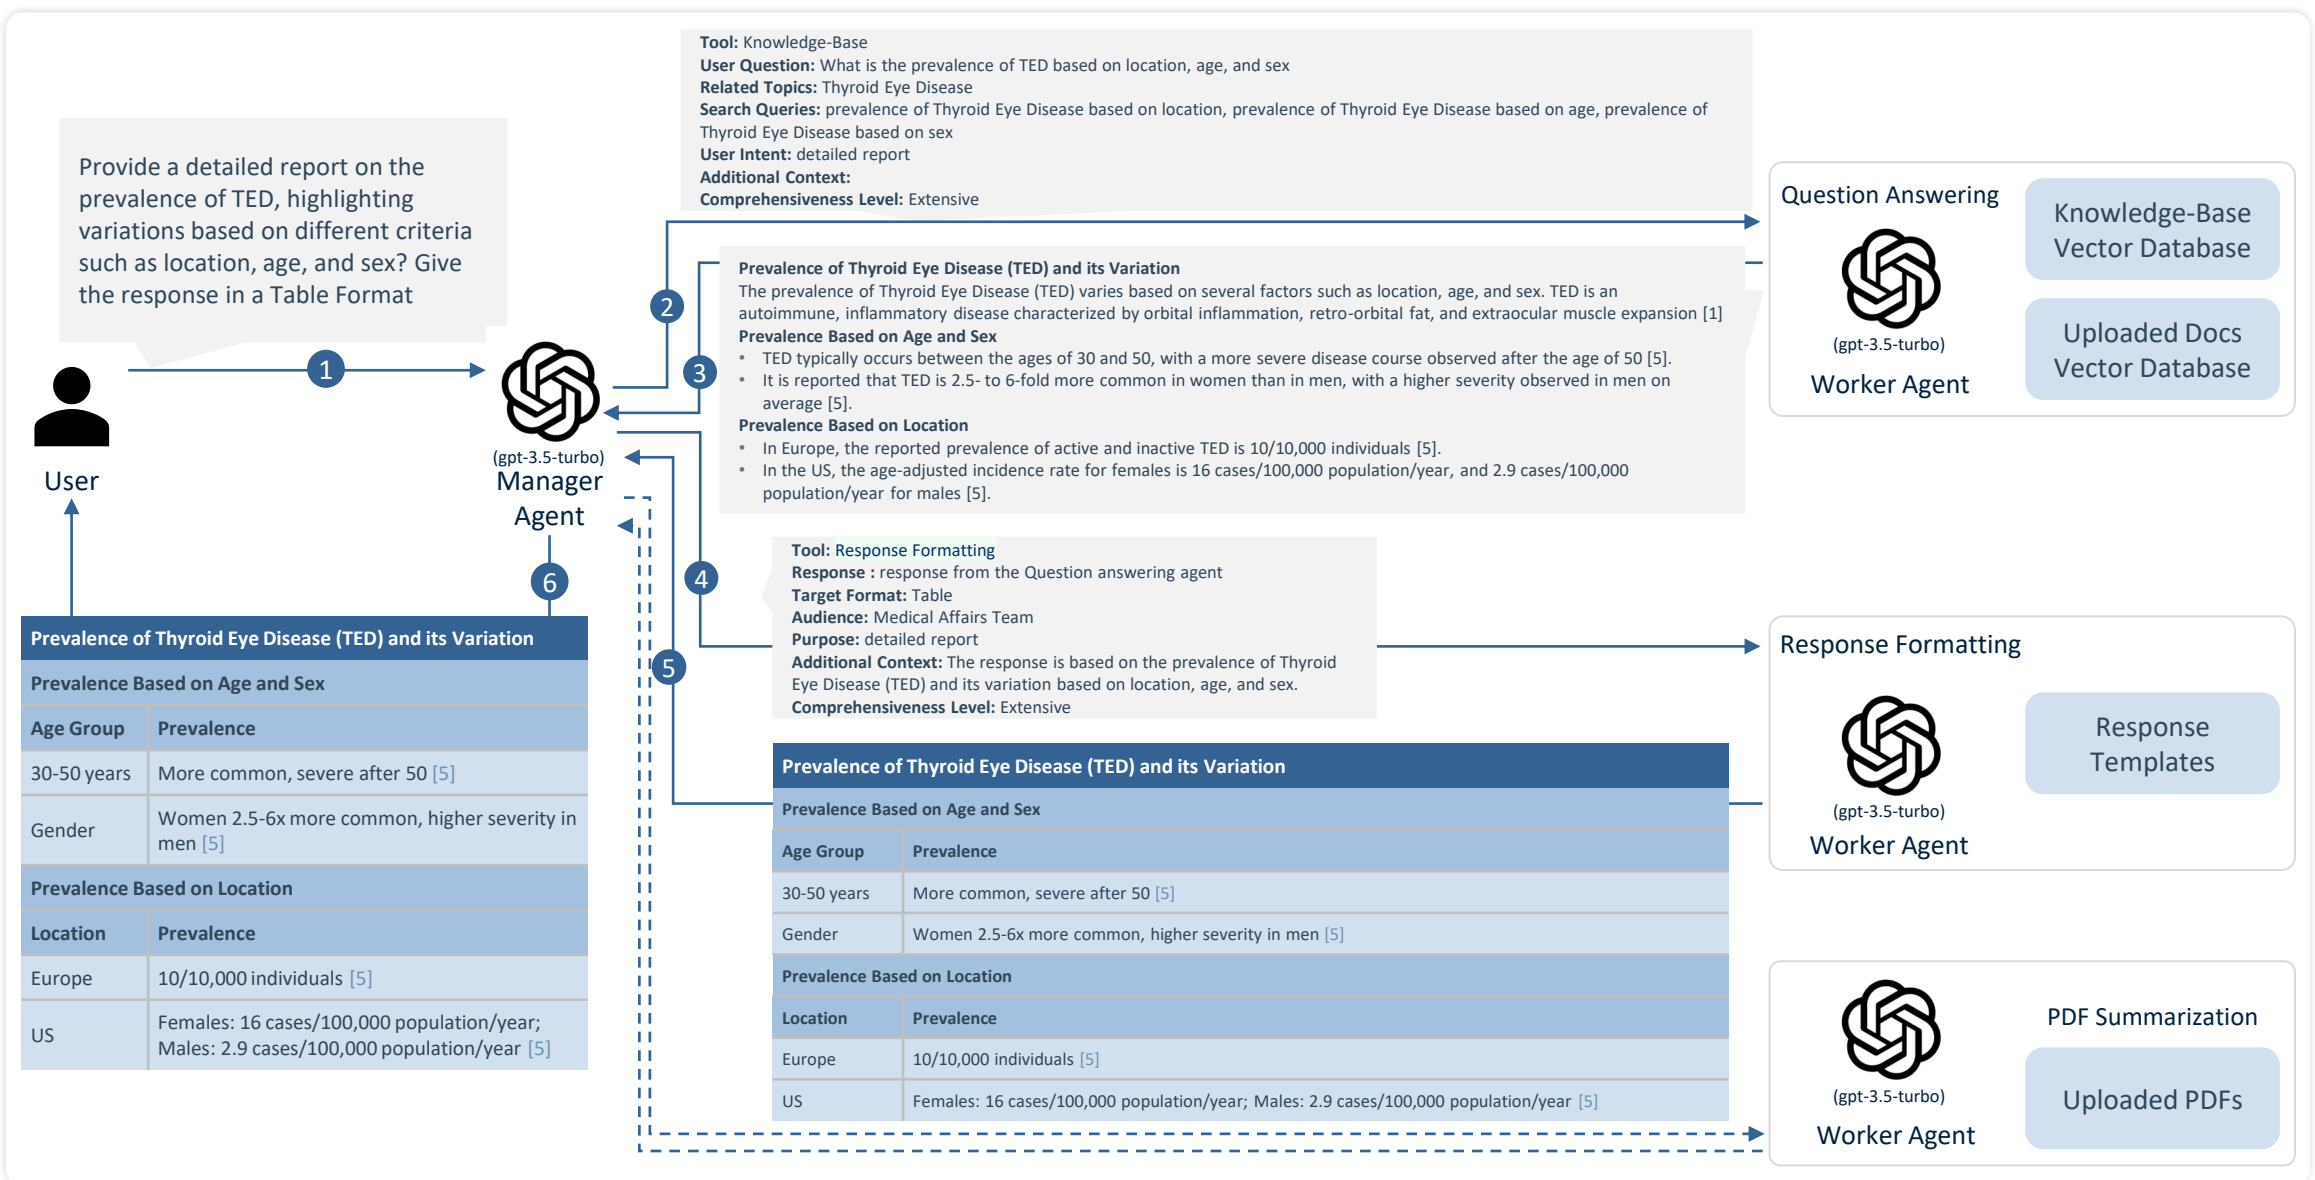 Tool: Knowledge-Base
User Question: What is the prevalence of TED based on location, age, and sex
Related Topics: Thyroid Eye Disease
Search Queries: prevalence of Thyroid Eye Disease based on location, prevalence of Thyroid Eye Disease based on age, prevalence of
Thyroid Eye Disease based on sex
User Intent: detailed report
Additional Context:
Comprehensiveness Level: Extensive
Provide a detailed report on the
prevalence of TED, highlighting
variations based on different criteria
such as location, age, and sex? Give
the response in a Table Format
1
User
(gpt-3.5-turbo)
Manager
Agent
2
3
Prevalence of Thyroid Eye Disease (TED) and its Variation
The prevalence of Thyroid Eye Disease (TED) varies based on several factors such as location, age, and sex. TED is an
autoimmune, inflammatory disease characterized by orbital inflammation, retro-orbital fat, and extraocular muscle expansion [1]
Prevalence Based on Age and Sex
• TED typically occurs between the ages of 30 and 50, with a more severe disease course observed after the age of 50 [5].
• It is reported that TED is 2.5- to 6-fold more common in women than in men, with a higher severity observed in men on
average [5].
Prevalence Based on Location
• In Europe, the reported prevalence of active and inactive TED is 10/10,000 individuals [5].
• In the US, the age-adjusted incidence rate for females is 16 cases/100,000 population/year, and 2.9 cases/100,000
population/year for males [5].
Question Answering
(gpt-3.5-turbo)
Worker Agent
Knowledge-Base
Vector Database
Uploaded Docs
Vector Database
4
Tool: Response Formatting
Response : response from the Question answering agent
Target Format: Table
Audience: Medical Affairs Team
Purpose: detailed report
Additional Context: The response is based on the prevalence of Thyroid
Eye Disease (TED) and its variation based on location, age, and sex.
Comprehensiveness Level: Extensive
Response Formatting
(gpt-3.5-turbo)
Worker Agent
Response
Templates
5
Prevalence of Thyroid Eye Disease (TED) and its Variation
Prevalence Based on Age and Sex
Age Group Prevalence
30-50 years More common, severe after 50 [5]
Gender Women 2.5-6x more common, higher severity in men [5]
Prevalence Based on Location
Location Prevalence
Europe 10/10,000 individuals [5]
US Females: 16 cases/100,000 population/year; Males: 2.9 cases/100,000 population/year [5]
6
Prevalence of Thyroid Eye Disease (TED) and its Variation
Prevalence Based on Age and Sex
Age Group Prevalence
30-50 years More common, severe after 50 [5]
Gender Women 2.5-6x more common, higher severity in
men [5]
Prevalence Based on Location
Location Prevalence
Europe 10/10,000 individuals [5]
US Females: 16 cases/100,000 population/year;
Males: 2.9 cases/100,000 population/year [5]
(gpt-3.5-turbo)
Worker Agent
PDF Summarization
Uploaded PDFs